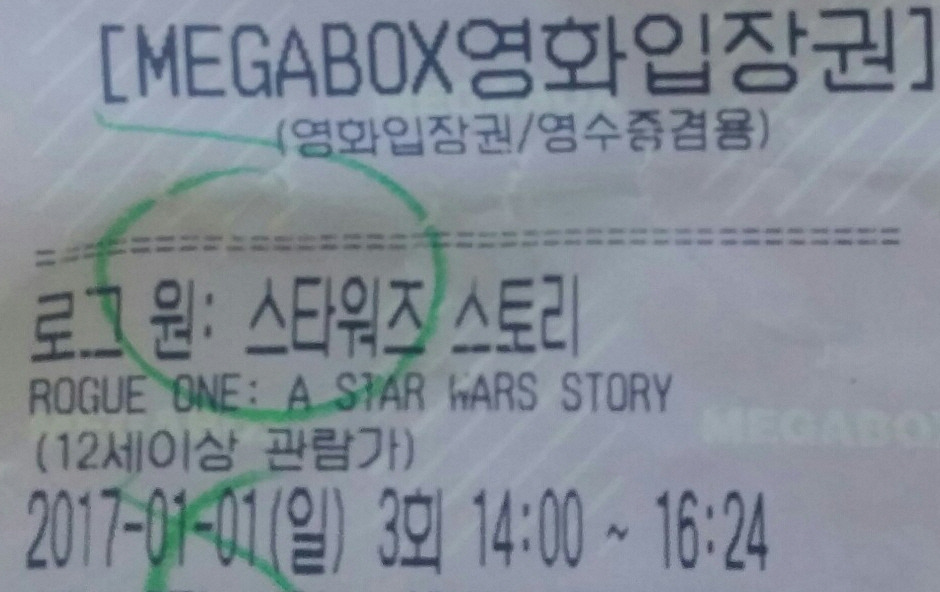 [MEGABOX영화입장권]
(영화입장권/영수증겸용)
로그 원: 스타워즈 스토리
ROGUE ONE: A STAR WARS STORY
MEGABOX
(12세이상 관람가)
2017-01-01(일) 3회 14:00 ~ 16:24